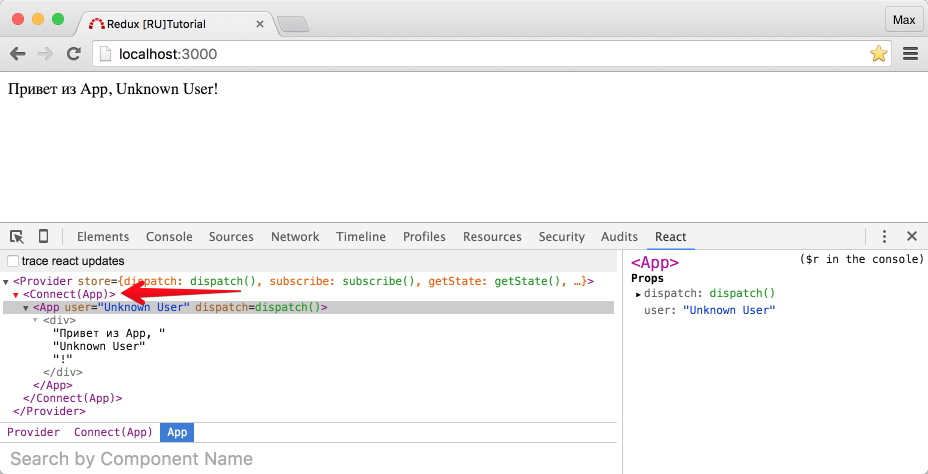 Redux [RU]Tutorial
Max
localhost:3000
Привет из App, Unknown User!
Elements Console Sources Network Timeline Profiles Resources Security Audits React
trace react updates
<Provider store={dispatch: dispatch(), subscribe: subscribe(), getState: getState(), …}>
<Connect(App)>
<App user="Unknown User" dispatch=dispatch()>
<div>
"Привет из App, "
"Unknown User"
"!"
</div>
</App>
</Connect(App)>
</Provider>
Provider Connect(App) App
Search by Component Name
<App> ($r in the console)
Props
dispatch: dispatch()
user: "Unknown User"